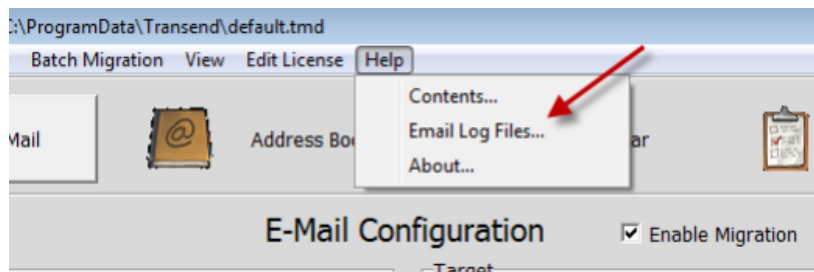 C:\ProgramData\Transend\default.tmd
Batch Migration View Edit License Help
Contents...
Mail Address Bo Email Log Files... ar
About...
E-Mail Configuration Enable Migration
Target